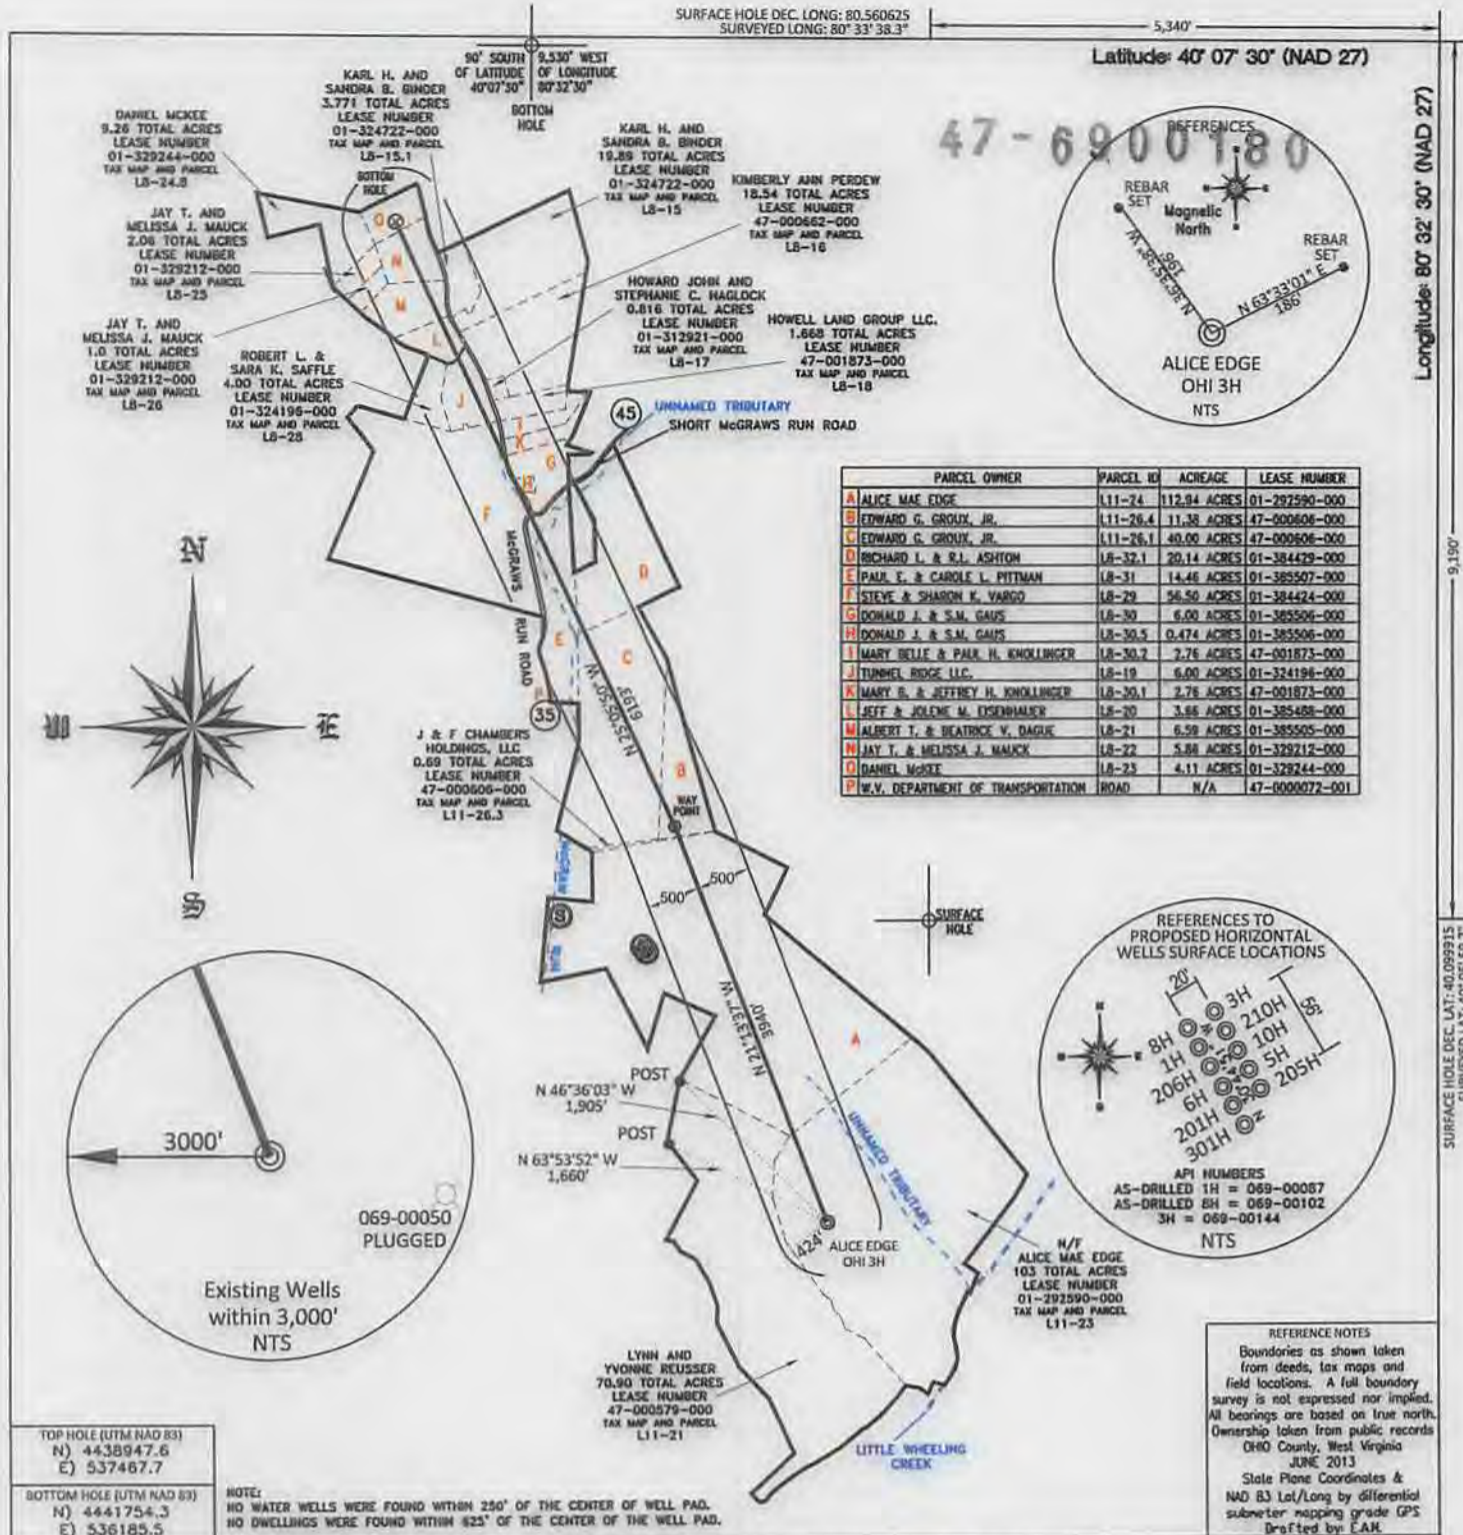 SURFACE HOLE DEC. LONG: 80.560625
SURVEYED LONG: 80° 33' 38.3"
5,340'
Latitude: 40° 07' 30" (NAD 27)
Longitude: 80° 32' 30" (NAD 27)
9,190'
90' SOUTH
OF LATITUDE
40°07'30"
9,530' WEST
OF LONGITUDE
80°32'30"
BOTTOM
HOLE
47-6900180
KARL H. AND
SANDRA B. BINDER
3.771 TOTAL ACRES
LEASE NUMBER
01-324722-000
TAX MAP AND PARCEL
L8-15.1
DANIEL MCKEE
9.26 TOTAL ACRES
LEASE NUMBER
01-329244-000
TAX MAP AND PARCEL
L8-24.8
KARL H. AND
SANDRA B. BINDER
19.89 TOTAL ACRES
LEASE NUMBER
01-324722-000
TAX MAP AND PARCEL
L8-15
KIMBERLY ANN PERDEW
18.54 TOTAL ACRES
LEASE NUMBER
47-000662-000
TAX MAP AND PARCEL
L8-16
JAY T. AND
MELISSA J. MAUCK
2.06 TOTAL ACRES
LEASE NUMBER
01-329212-000
TAX MAP AND PARCEL
L8-25
HOWARD JOHN AND
STEPHANIE C. HAGLOCK
0.816 TOTAL ACRES
LEASE NUMBER
01-312921-000
TAX MAP AND PARCEL
L8-17
HOWELL LAND GROUP LLC.
1.668 TOTAL ACRES
LEASE NUMBER
47-001873-000
TAX MAP AND PARCEL
L8-18
JAY T. AND
MELISSA J. MAUCK
1.0 TOTAL ACRES
LEASE NUMBER
01-329212-000
TAX MAP AND PARCEL
L8-26
ROBERT L. &
SARA K. SAFFLE
4.00 TOTAL ACRES
LEASE NUMBER
01-324196-000
TAX MAP AND PARCEL
L8-28
BOTTOM
HOLE
O
N
M
L
J
I
K
G
H
F
D
E
C
P
B
A
45
UNNAMED TRIBUTARY
SHORT McGRAWS RUN ROAD
McGRAWS
RUN ROAD
35
REFERENCES
REBAR
SET
Magnetic
North
REBAR
SET
196'
N 63°33'01" E
186'
ALICE EDGE
OHI 3H
NTS
PARCEL OWNER PARCEL ID ACREAGE LEASE NUMBER
A ALICE MAE EDGE L11-24 112.94 ACRES 01-292590-000
B EDWARD G. GROUX, JR. L11-26.4 11.38 ACRES 47-000606-000
C EDWARD G. GROUX, JR. L11-26.1 40.00 ACRES 47-000606-000
D RICHARD L. & R.L. ASHTON L8-32.1 20.14 ACRES 01-384429-000
E PAUL E. & CAROLE L. PITTMAN L8-31 14.46 ACRES 01-385507-000
F STEVE & SHARON K. VARGO L8-29 56.50 ACRES 01-384424-000
G DONALD J. & S.M. GAUS L8-30 6.00 ACRES 01-385506-000
H DONALD J. & S.M. GAUS L8-30.5 0.474 ACRES 01-385506-000
I MARY BELLE & PAUL H. KNOLLINGER L8-30.2 2.76 ACRES 47-001873-000
J TUNNEL RIDGE LLC. L8-19 6.00 ACRES 01-324196-000
K MARY B. & JEFFREY H. KNOLLINGER L8-30.1 2.76 ACRES 47-001873-000
L JEFF & JOLENE M. EISENHAUER L8-20 3.66 ACRES 01-385488-000
M ALBERT T. & BEATRICE V. DAGUE L8-21 6.59 ACRES 01-385505-000
N JAY T. & MELISSA J. MAUCK L8-22 5.86 ACRES 01-329212-000
O DANIEL McKEE L8-23 4.11 ACRES 01-329244-000
P W.V. DEPARTMENT OF TRANSPORTATION ROAD N/A 47-0000072-001
N
W E
S
N 25°05'50" W
6193'
J & F CHAMBERS
HOLDINGS, LLC
0.69 TOTAL ACRES
LEASE NUMBER
47-000606-000
TAX MAP AND PARCEL
L11-26.3
WAY
POINT
McGRAW
RUN
500' 500'
SURFACE
HOLE
N 21°13'37" W
3940'
POST
N 46°36'03" W
1,905'
POST
N 63°53'52" W
1,660'
UNNAMED TRIBUTARY
424'
ALICE EDGE
OHI 3H
3000'
069-00050
PLUGGED
Existing Wells
within 3,000'
NTS
REFERENCES TO
PROPOSED HORIZONTAL
WELLS SURFACE LOCATIONS
20'
56'
3H
8H
210H
1H
10H
206H
5H
6H
205H
201H
301H
API NUMBERS
AS-DRILLED 1H = 069-00087
AS-DRILLED 8H = 069-00102
3H = 069-00144
NTS
SURFACE HOLE DEC. LAT: 40.099915
N/F
ALICE MAE EDGE
103 TOTAL ACRES
LEASE NUMBER
01-292590-000
TAX MAP AND PARCEL
L11-23
LYNN AND
YVONNE REUSSER
70.90 TOTAL ACRES
LEASE NUMBER
47-000579-000
TAX MAP AND PARCEL
L11-21
LITTLE WHEELING
CREEK
REFERENCE NOTES
Boundaries as shown taken
from deeds, tax maps and
field locations. A full boundary
survey is not expressed nor implied.
All bearings are based on true north.
Ownership taken from public records
OHIO County, West Virginia
JUNE 2013
State Plane Coordinates &
NAD 83 Lat/Long by differential
submeter mapping grade GPS
Drafted by: E.A.M.
TOP HOLE (UTM NAD 83)
N) 4438947.6
E) 537467.7
BOTTOM HOLE (UTM NAD 83)
N) 4441754.3
E) 536185.5
NOTE:
NO WATER WELLS WERE FOUND WITHIN 250' OF THE CENTER OF WELL PAD.
NO DWELLINGS WERE FOUND WITHIN 625' OF THE CENTER OF THE WELL PAD.